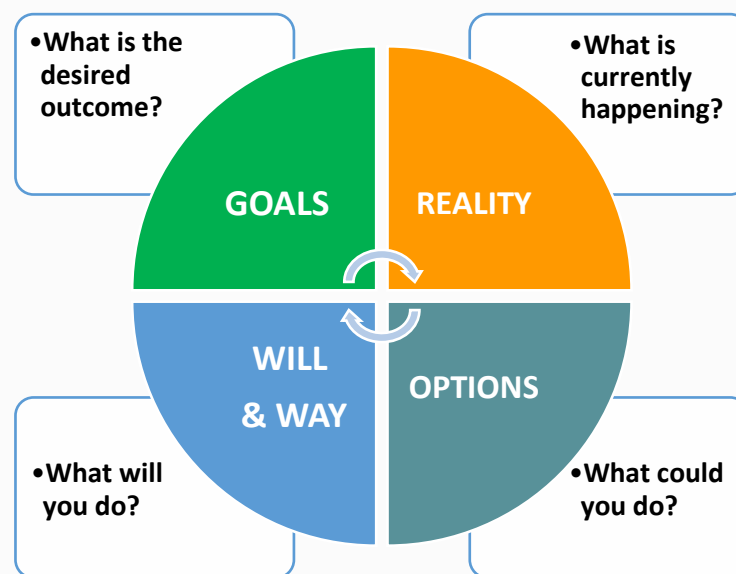 •What is the
desired
outcome?
•What is
currently
happening?
GOALS
REALITY
WILL
& WAY
OPTIONS
•What will
you do?
•What could
you do?